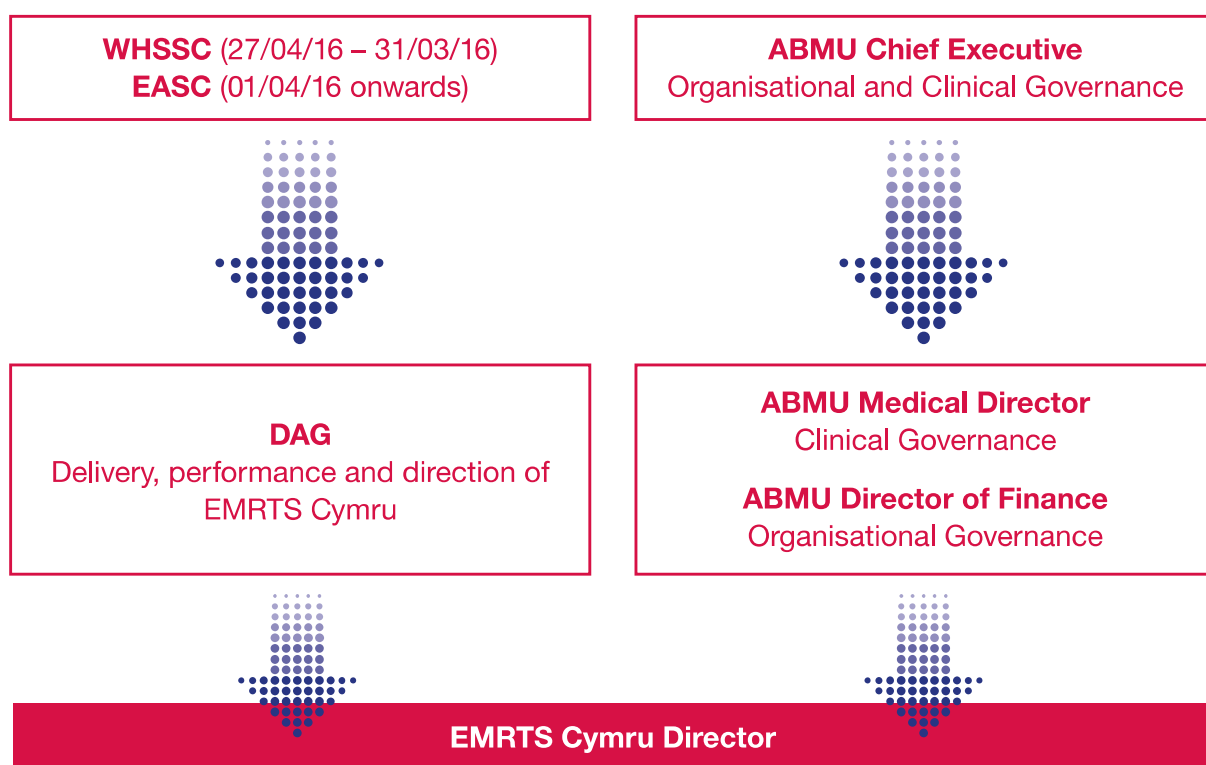 WHSSC (27/04/16 – 31/03/16)
EASC (01/04/16 onwards)
ABMU Chief Executive
Organisational and Clinical Governance
DAG
Delivery, performance and direction of
EMRTS Cymru
ABMU Medical Director
Clinical Governance
ABMU Director of Finance
Organisational Governance
EMRTS Cymru Director